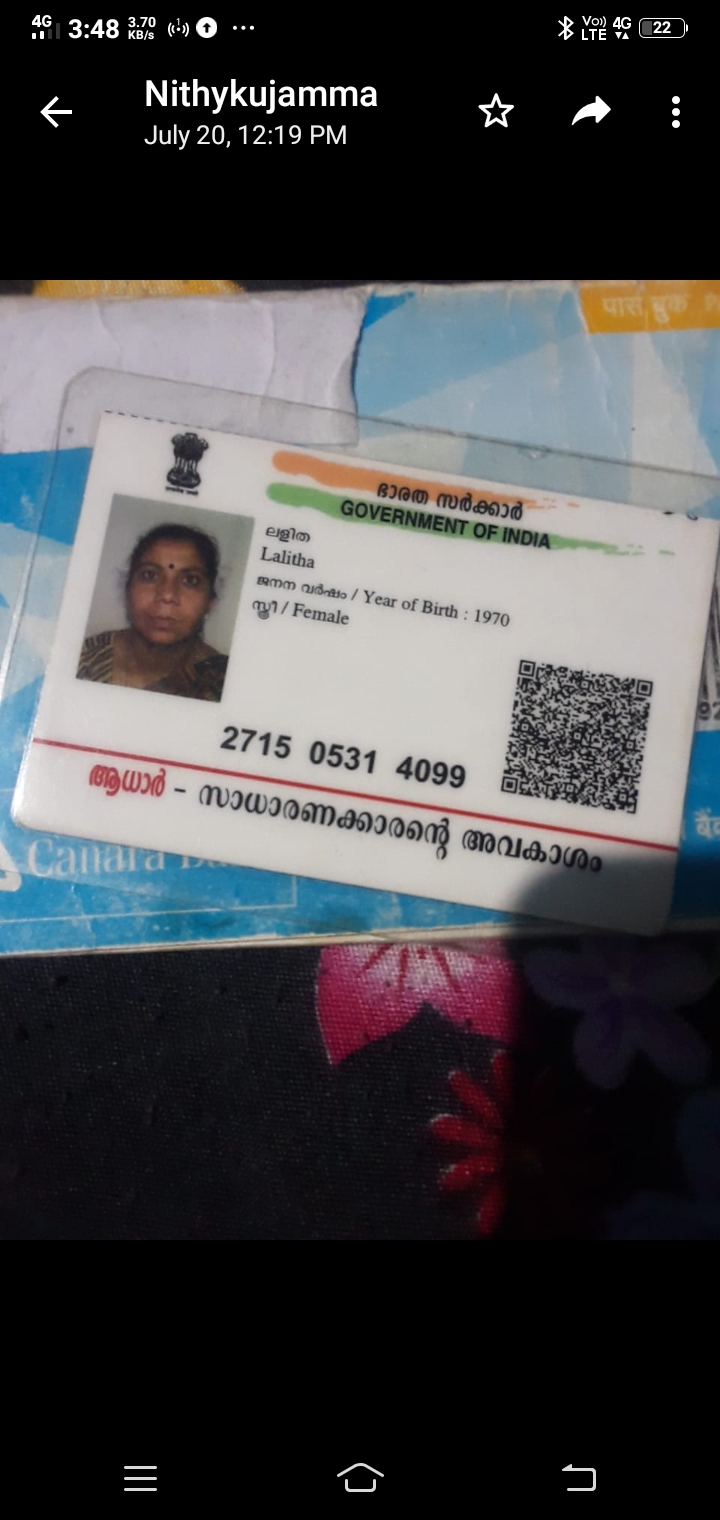 4G 3:48 3.70 KB/s
Vo)) LTE 4G 22
Nithykujamma
July 20, 12:19 PM
पास बुक
ഭാരത സർക്കാർ
GOVERNMENT OF INDIA
ലളിത
Lalitha
ജനന വർഷം / Year of Birth : 1970
സ്ത്രീ / Female
2715 0531 4099
ആധാർ - സാധാരണക്കാരന്റെ അവകാശം
Canara